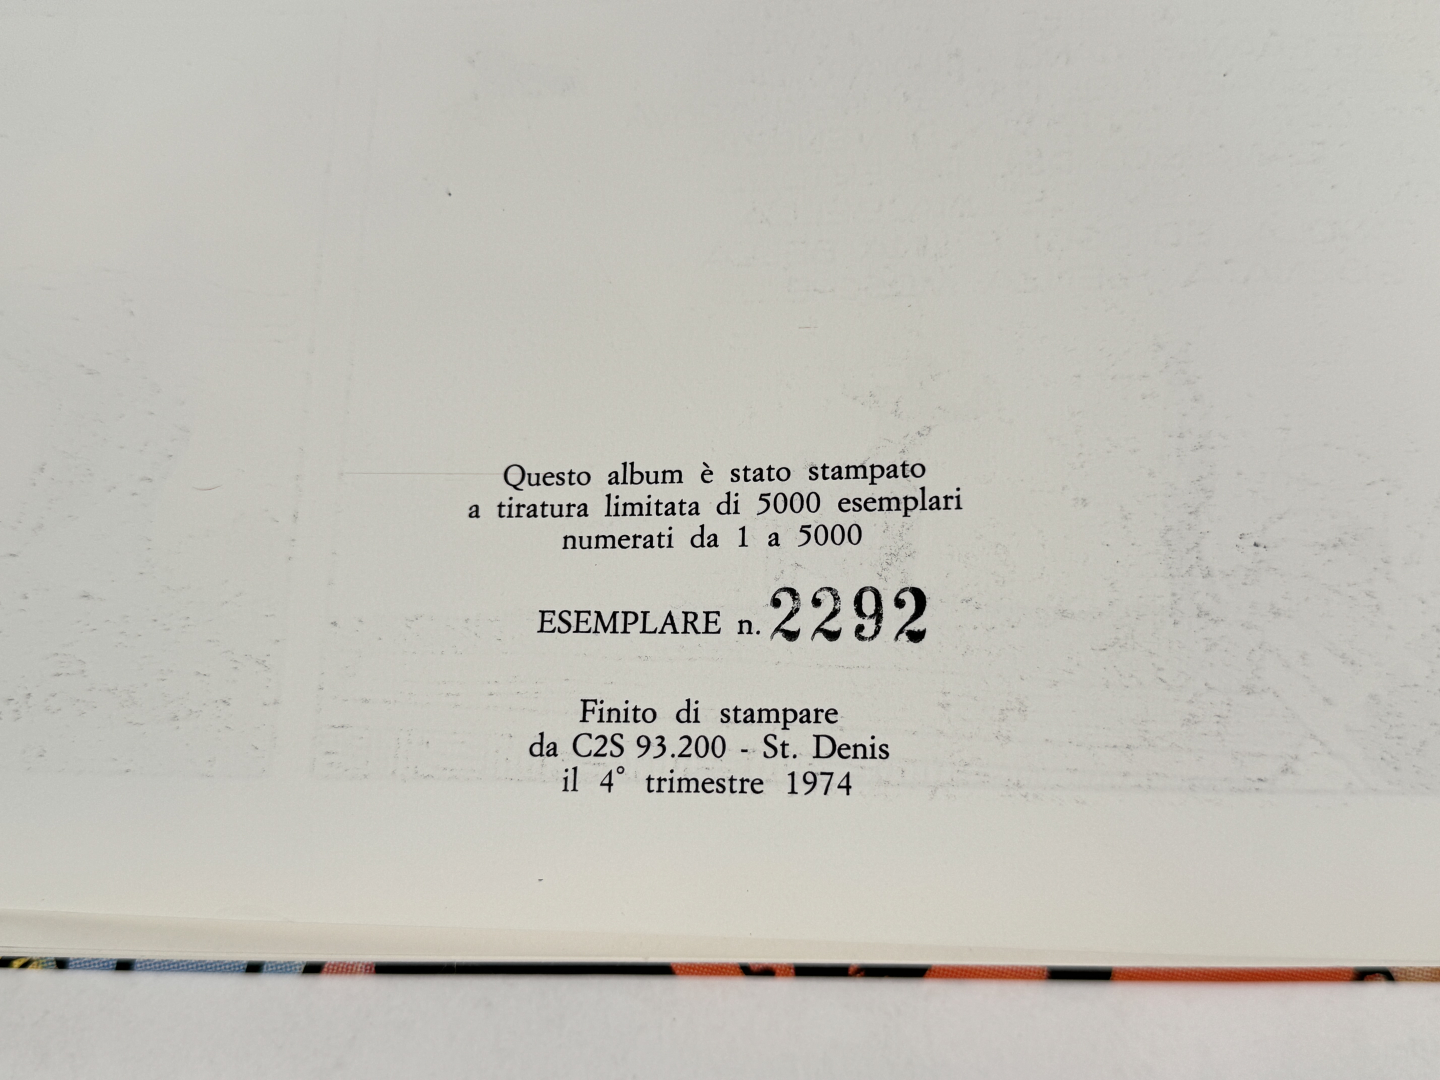 Questo album è stato stampato
a tiratura limitata di 5000 esemplari
numerati da 1 a 5000
ESEMPLARE n. 2292
Finito di stampare
da C2S 93.200 - St. Denis
il 4° trimestre 1974